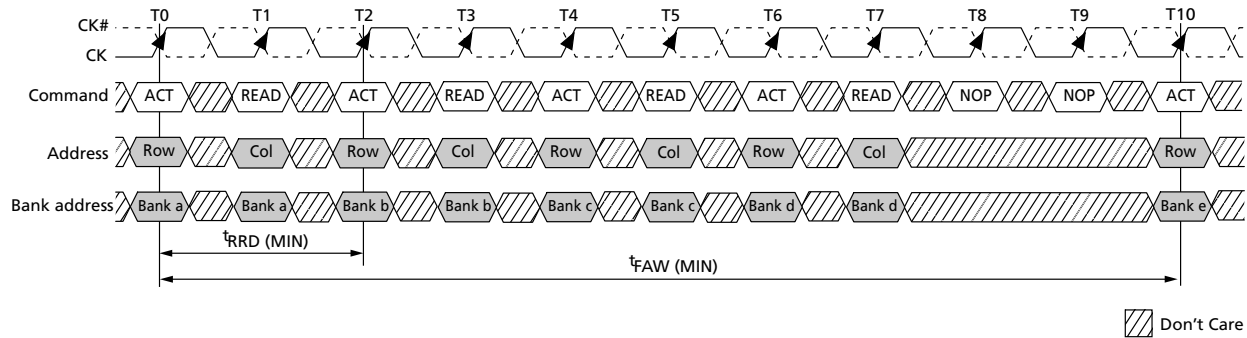 T0 T1 T2 T3 T4 T5 T6 T7 T8 T9 T10
CK#
CK
Command ACT READ ACT READ ACT READ ACT READ NOP NOP ACT
Address Row Col Row Col Row Col Row Col Row
Bank address Bank a Bank a Bank b Bank b Bank c Bank c Bank d Bank d Bank e
tRRD (MIN)
tFAW (MIN)
Don't Care